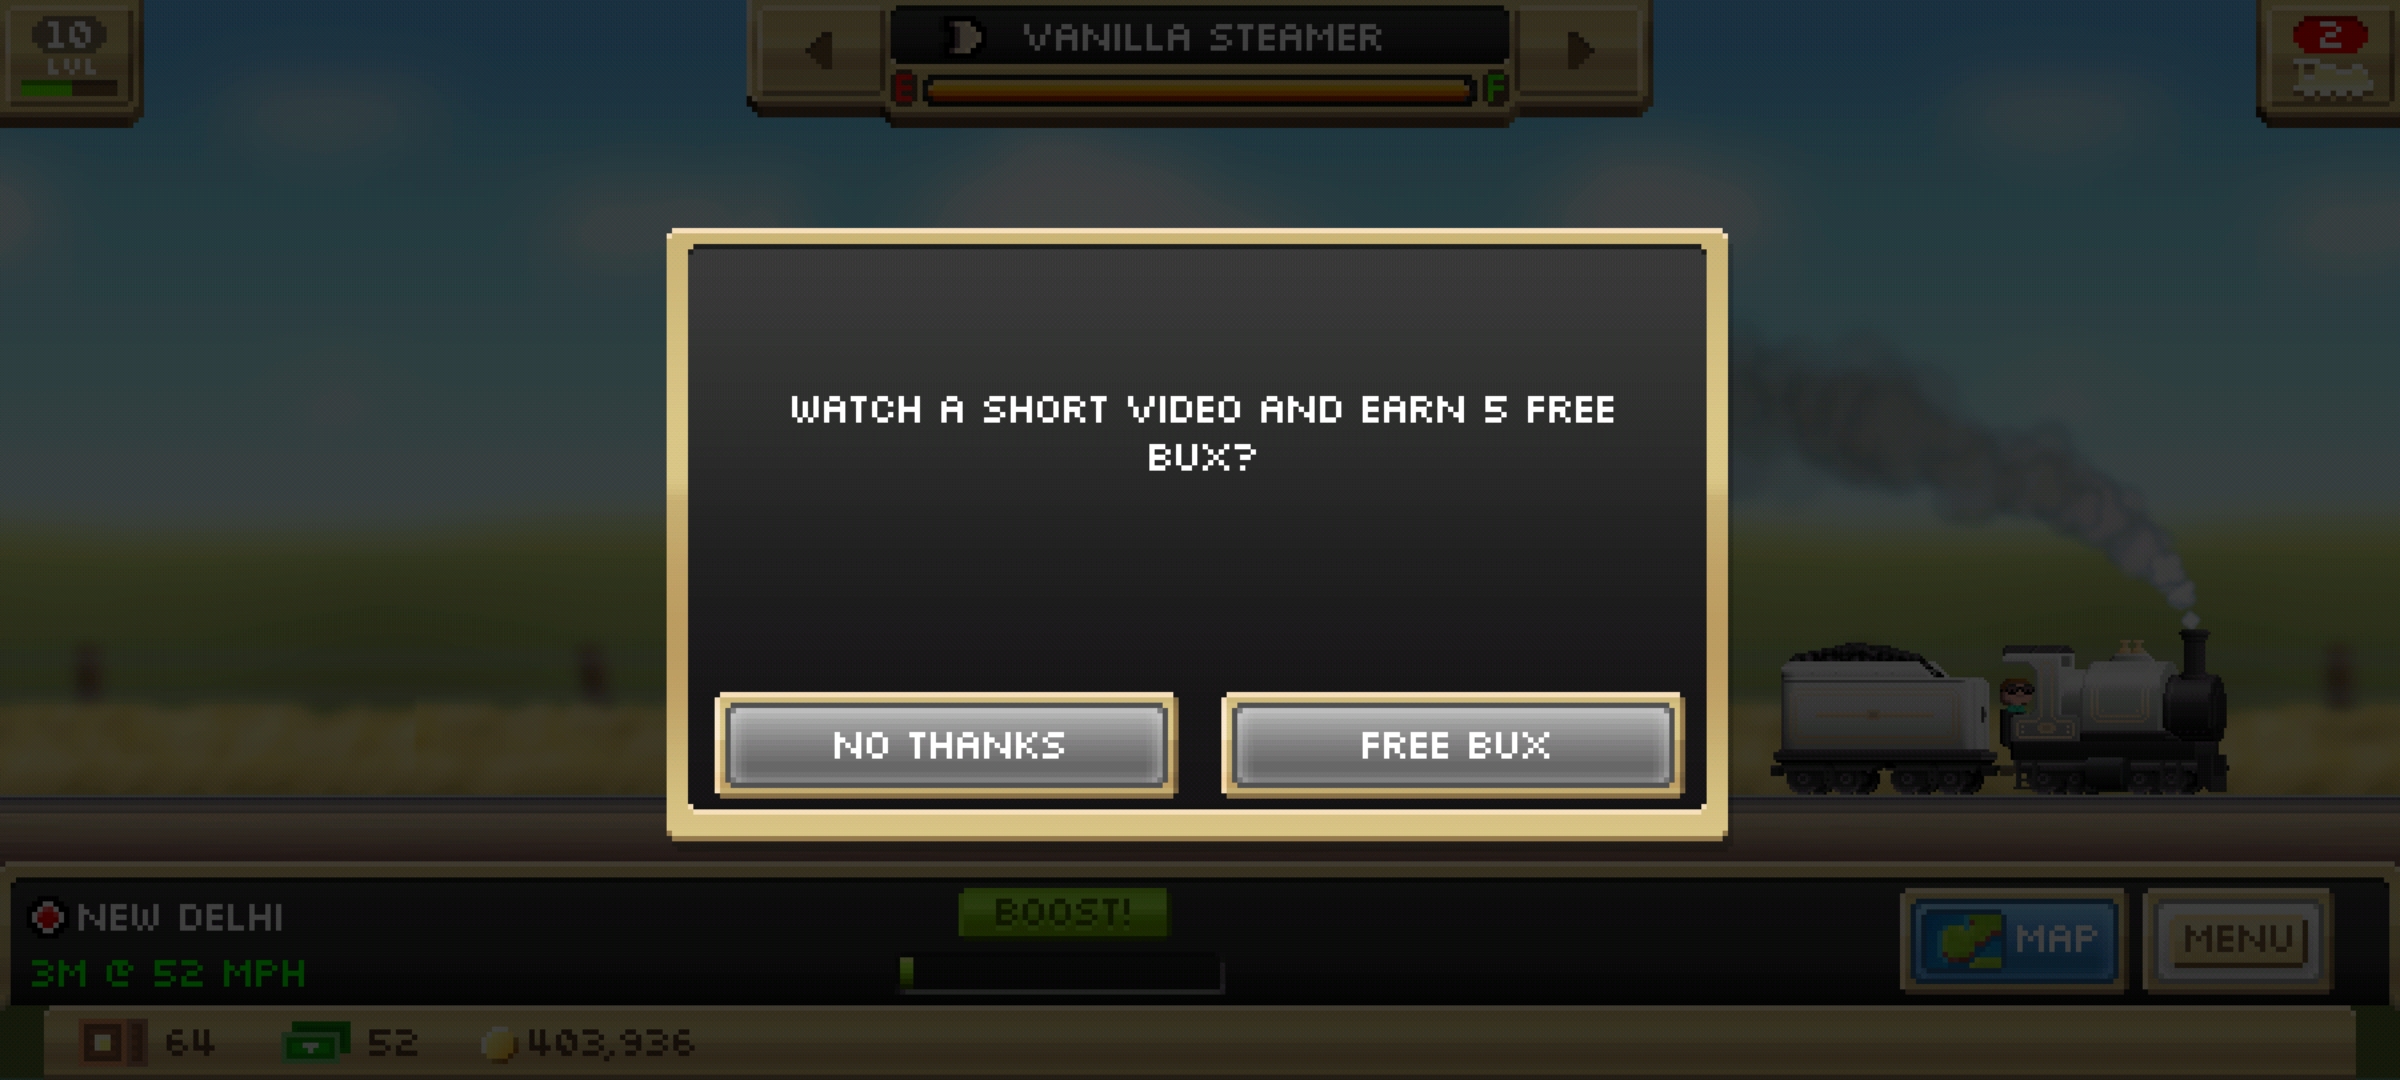 10
LVL
VANILLA STEAMER
E F
2
WATCH A SHORT VIDEO AND EARN 5 FREE
BUX?
NO THANKS
FREE BUX
NEW DELHI
3M @ 52 MPH
BOOST!
MAP
MENU
64
52
403,936